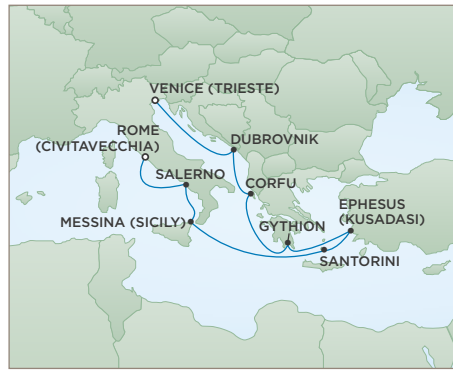 VENICE (TRIESTE)
ROME
(CIVITAVECCHIA)
DUBROVNIK
SALERNO
CORFU
EPHESUS
(KUSADASI)
MESSINA (SICILY)
GYTHION
SANTORINI